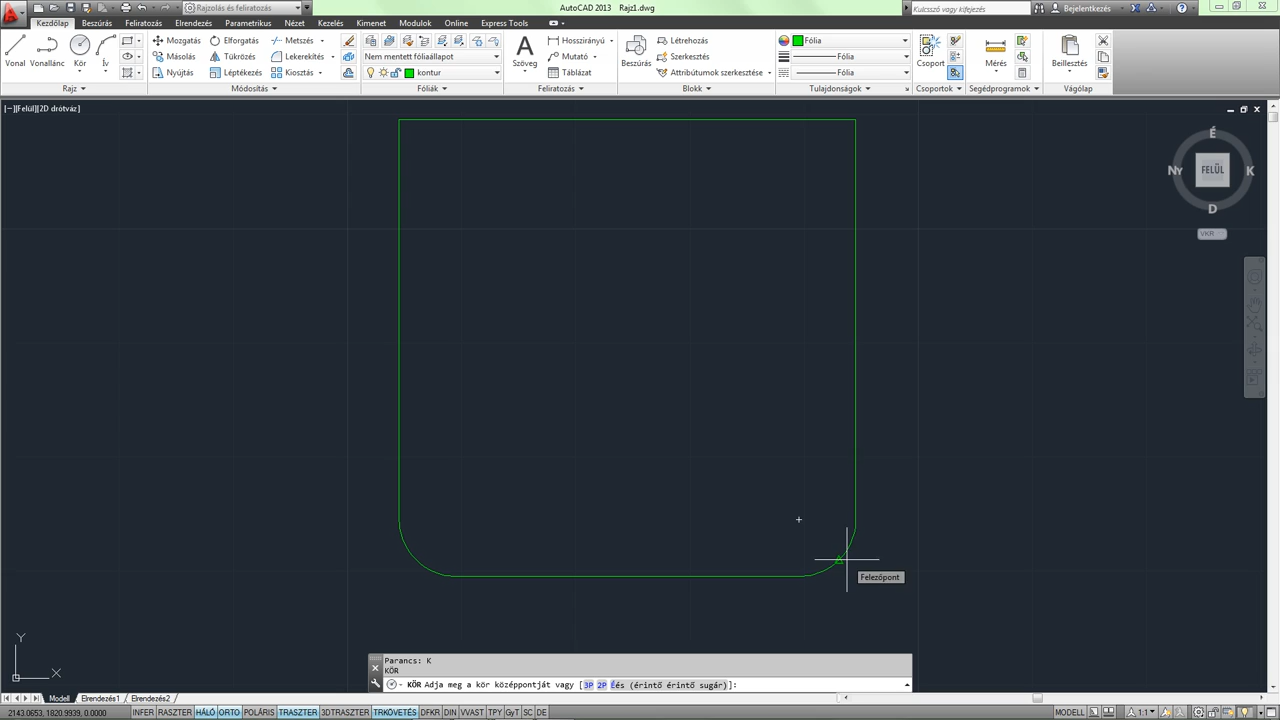 Rajzolás és feliratozás
AutoCAD 2013 Rajz1.dwg
Kulcsszó vagy kifejezés
Bejelentkezés
Kezdőlap Beszúrás Feliratozás Elrendezés Parametrikus Nézet Kezelés Kimenet Modulok Online Express Tools
Vonal Vonallánc Kör Ív
Mozgatás Elforgatás Metszés
Másolás Tükrözés Lekerekítés
Nyújtás Léptékezés Kiosztás
Nem mentett fóliaállapot
kontur
Szöveg
Hosszirányú
Mutató
Táblázat
Beszúrás
Létrehozás
Szerkesztés
Attribútumok szerkesztése
Fólia
Fólia
Fólia
Csoport
Mérés
Beillesztés
Rajz Módosítás Fóliák Feliratozás Blokk Tulajdonságok Csoportok Segédprogramok Vágólap
[−][Felül][2D drótváz]
É
Ny FELÜL K
D
VKR
Felezőpont
Y
X
Parancs: K
KÖR
KÖR Adja meg a kör középpontját vagy [3P 2P Éés (érintő érintő sugár)]:
Modell Elrendezés1 Elrendezés2
2143.0653, 1820.9939, 0.0000 INFER RASZTER HÁLÓ ORTO POLÁRIS TRASZTER 3DTRASZTER TRKÖVETÉS DFKR DIN VVAST TPY GyT SC DE MODELL 1:1